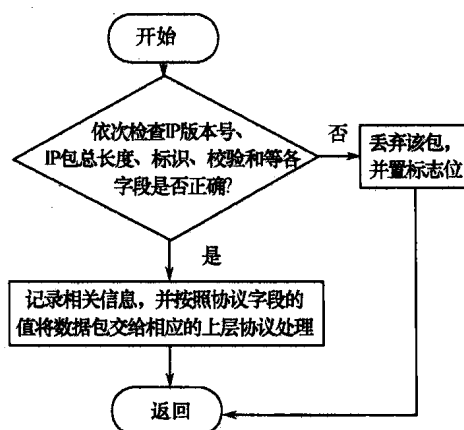 开始
依次检查IP版本号、
IP包总长度、标识、校验和等各
字段是否正确?
否
丢弃该包，
并置标志位
是
记录相关信息，并按照协议字段的
值将数据包交给相应的上层协议处理
返回